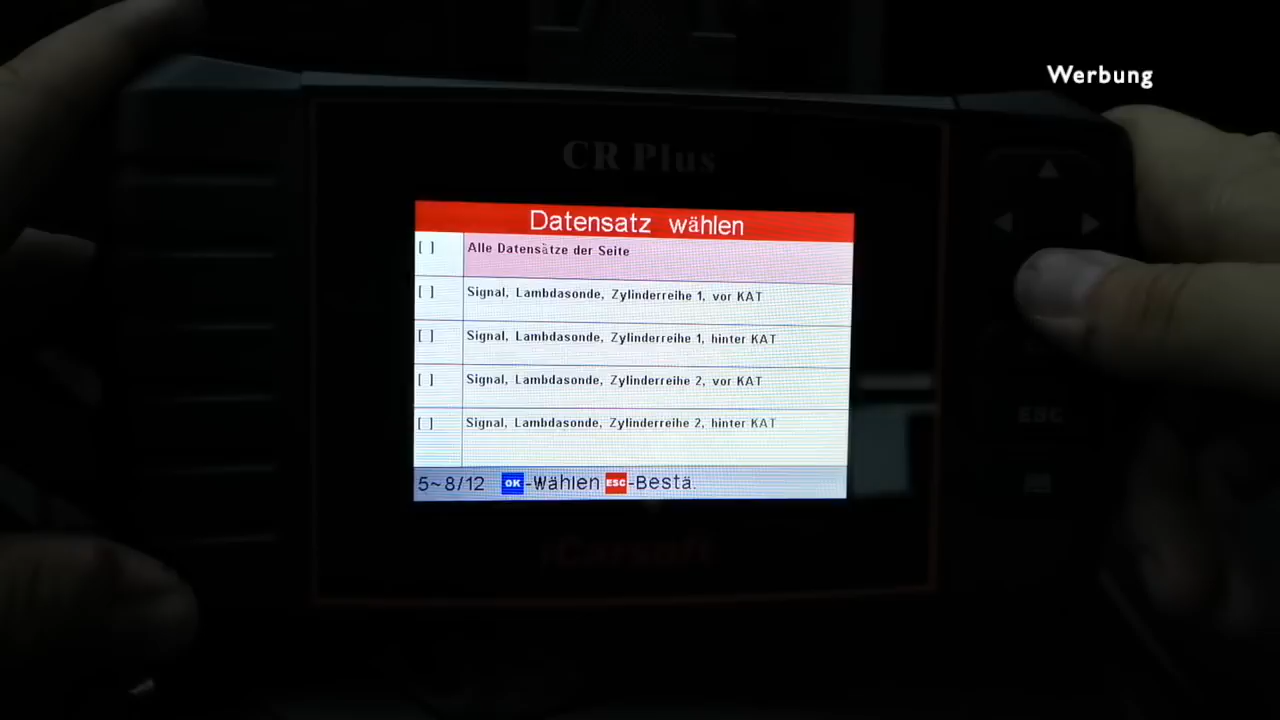 Werbung
CR Plus
Datensatz wählen
[ ] Alle Datensätze der Seite
[ ] Signal, Lambdasonde, Zylinderreihe 1, vor KAT
[ ] Signal, Lambdasonde, Zylinderreihe 1, hinter KAT
[ ] Signal, Lambdasonde, Zylinderreihe 2, vor KAT
[ ] Signal, Lambdasonde, Zylinderreihe 2, hinter KAT
5~8/12 OK-Wählen ESC-Bestä.
ESC
iCarsoft